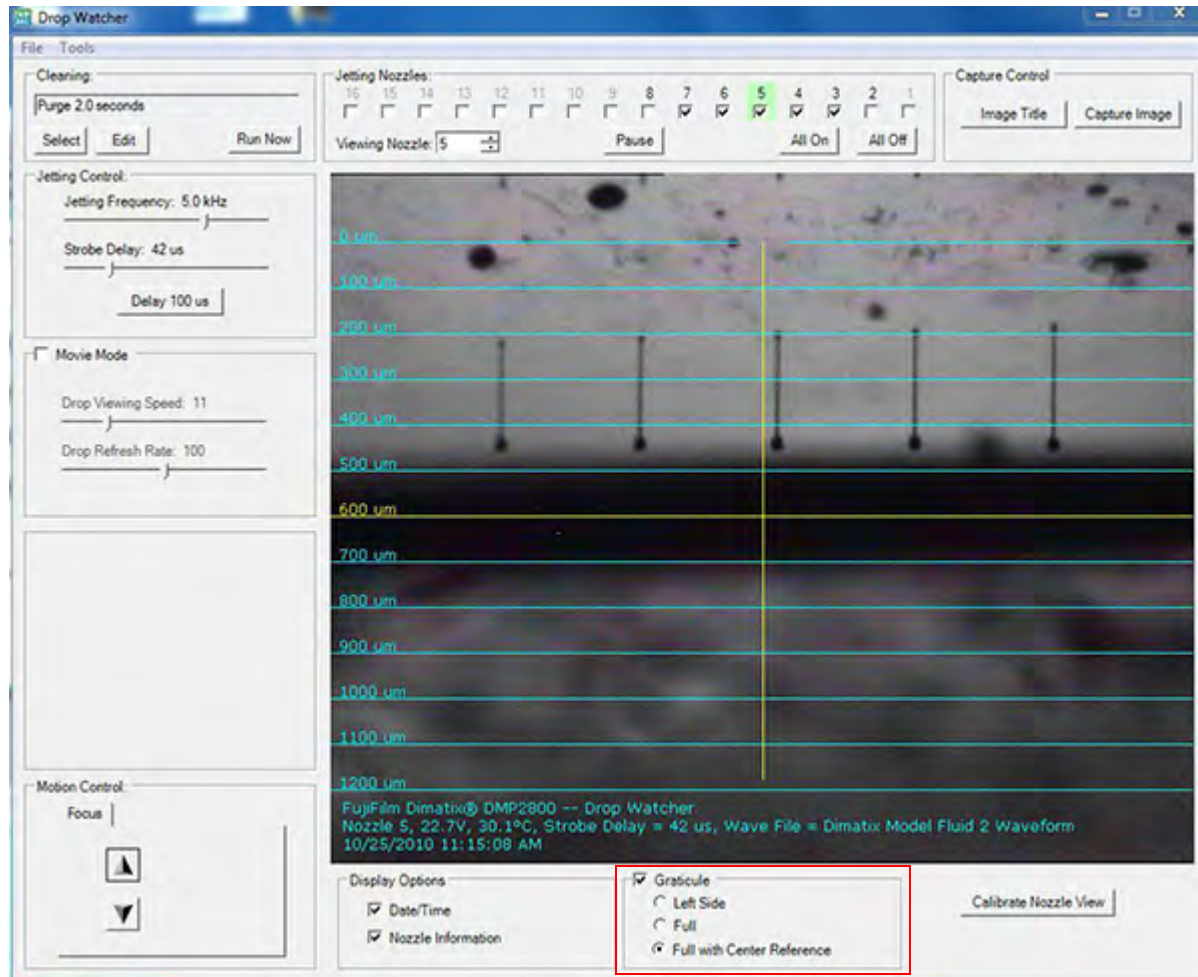 Drop Watcher
File Tools
Cleaning:
Purge 2.0 seconds
Select Edit Run Now
Jetting Nozzles:
16 15 14 13 12 11 10 9 8 7 6 5 4 3 2 1
Viewing Nozzle: 5 Pause All On All Off
Capture Control
Image Title Capture Image
Jetting Control:
Jetting Frequency: 5.0 kHz
Strobe Delay: 42 us
Delay 100 us
Movie Mode
Drop Viewing Speed: 11
Drop Refresh Rate: 100
Motion Control:
Focus
0 um
100 um
200 um
300 um
400 um
500 um
600 um
700 um
800 um
900 um
1000 um
1100 um
1200 um
FujiFilm Dimatix® DMP2800 -- Drop Watcher
Nozzle 5, 22.7V, 30.1°C, Strobe Delay = 42 us, Wave File = Dimatix Model Fluid 2 Waveform
10/25/2010 11:15:08 AM
Display Options
Date/Time
Nozzle Information
Graticule
Left Side
Full
Full with Center Reference
Calibrate Nozzle View